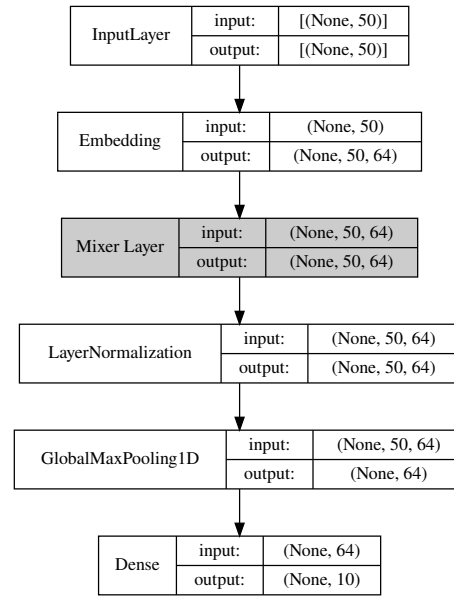 InputLayer
input: [(None, 50)]
output: [(None, 50)]
Embedding
input: (None, 50)
output: (None, 50, 64)
Mixer Layer
input: (None, 50, 64)
output: (None, 50, 64)
LayerNormalization
input: (None, 50, 64)
output: (None, 50, 64)
GlobalMaxPooling1D
input: (None, 50, 64)
output: (None, 64)
Dense
input: (None, 64)
output: (None, 10)